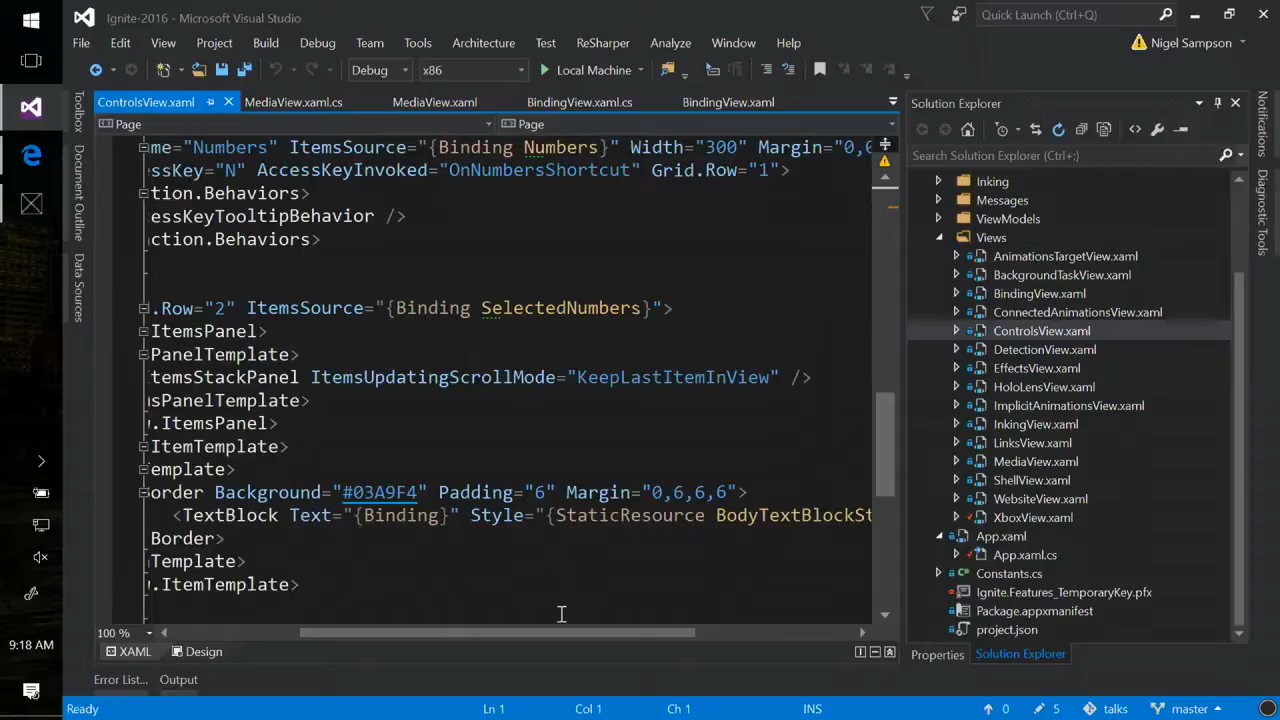 Ignite-2016 - Microsoft Visual Studio
Quick Launch (Ctrl+Q)
File Edit View Project Build Debug Team Tools Architecture Test ReSharper Analyze Window Help
Nigel Sampson
Debug x86 Local Machine
Toolbox
Document Outline
Data Sources
ControlsView.xaml MediaView.xaml.cs MediaView.xaml BindingView.xaml.cs BindingView.xaml
Page Page
me="Numbers" ItemsSource="{Binding Numbers}" Width="300" Margin="0,0
ssKey="N" AccessKeyInvoked="OnNumbersShortcut" Grid.Row="1">
ction.Behaviors>
essKeyTooltipBehavior />
ction.Behaviors>
.Row="2" ItemsSource="{Binding SelectedNumbers}">
ItemsPanel>
PanelTemplate>
temsStackPanel ItemsUpdatingScrollMode="KeepLastItemInView" />
sPanelTemplate>
.ItemsPanel>
ItemTemplate>
emplate>
order Background="#03A9F4" Padding="6" Margin="0,6,6,6">
<TextBlock Text="{Binding}" Style="{StaticResource BodyTextBlockSt
Border>
Template>
.ItemTemplate>
100 %
XAML Design
Error List... Output
Solution Explorer
Search Solution Explorer (Ctrl+;)
Inking
Messages
ViewModels
Views
AnimationsTargetView.xaml
BackgroundTaskView.xaml
BindingView.xaml
ConnectedAnimationsView.xaml
ControlsView.xaml
DetectionView.xaml
EffectsView.xaml
HoloLensView.xaml
ImplicitAnimationsView.xaml
InkingView.xaml
LinksView.xaml
MediaView.xaml
ShellView.xaml
WebsiteView.xaml
XboxView.xaml
App.xaml
App.xaml.cs
Constants.cs
Ignite.Features_TemporaryKey.pfx
Package.appxmanifest
project.json
Properties Solution Explorer
Notifications
Diagnostic Tools
9:18 AM
Ready Ln 1 Col 1 Ch 1 INS 0 5 talks master